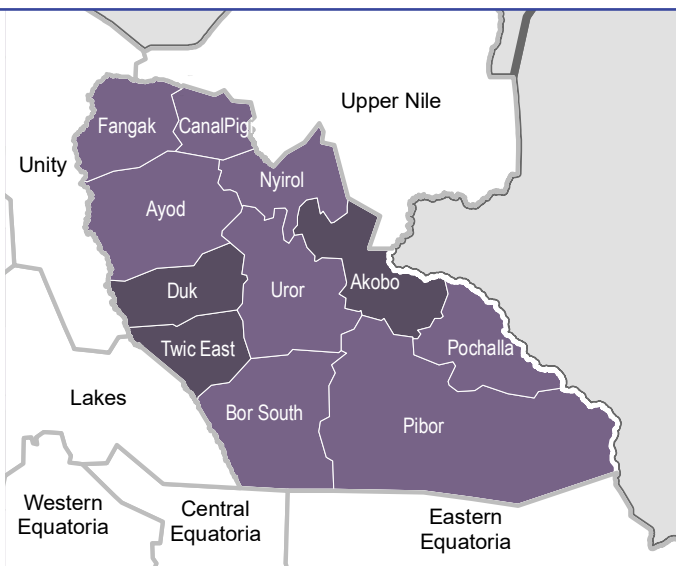 Upper Nile
Fangak
CanalPigi
Unity
Nyirol
Ayod
Duk
Uror
Akobo
Twic East
Pochalla
Lakes
Bor South
Pibor
Western
Equatoria
Central
Equatoria
Eastern
Equatoria